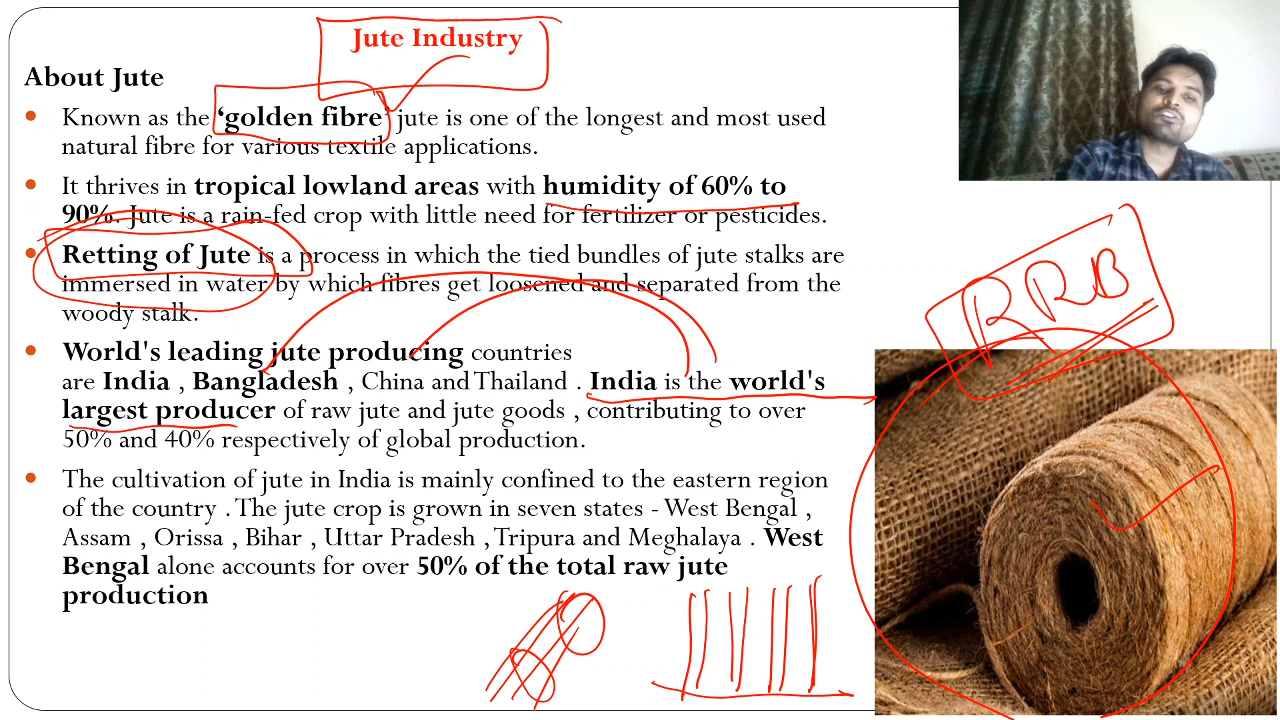 Jute Industry
About Jute
Known as the ‘golden fibre’ jute is one of the longest and most used
natural fibre for various textile applications.
It thrives in tropical lowland areas with humidity of 60% to
90%. Jute is a rain-fed crop with little need for fertilizer or pesticides.
Retting of Jute is a process in which the tied bundles of jute stalks are
immersed in water by which fibres get loosened and separated from the
woody stalk.
World's leading jute producing countries
are India , Bangladesh , China and Thailand . India is the world's
largest producer of raw jute and jute goods , contributing to over
50% and 40% respectively of global production.
The cultivation of jute in India is mainly confined to the eastern region
of the country . The jute crop is grown in seven states - West Bengal ,
Assam , Orissa , Bihar , Uttar Pradesh , Tripura and Meghalaya . West
Bengal alone accounts for over 50% of the total raw jute
production
RRB